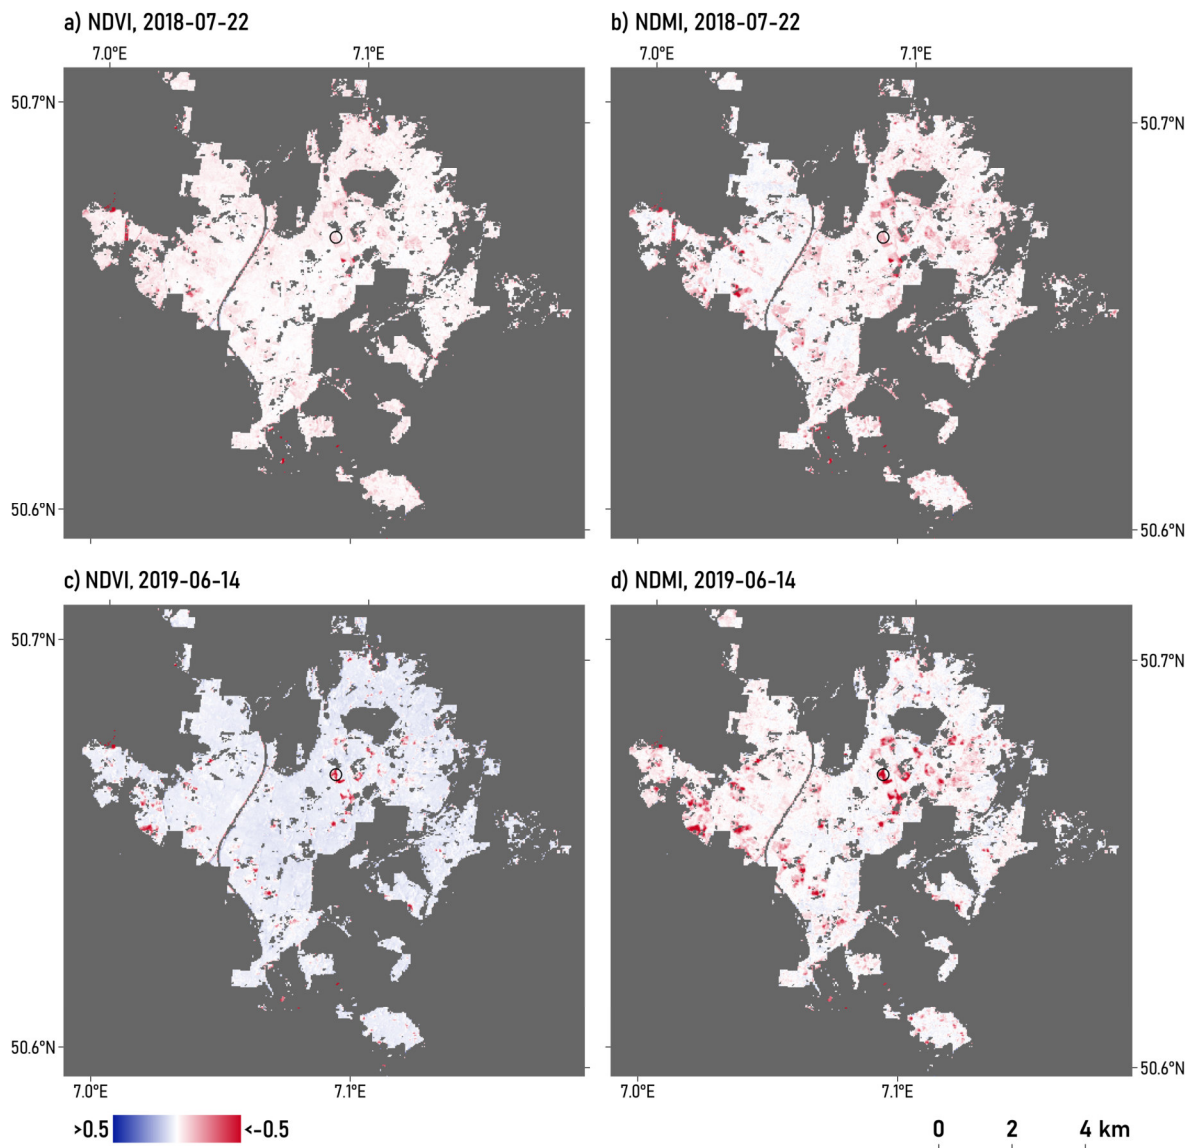 a) NDVI, 2018-07-22
b) NDMI, 2018-07-22
7.0°E 7.1°E 7.0°E 7.1°E
50.7°N 50.7°N
50.6°N 50.6°N
c) NDVI, 2019-06-14
d) NDMI, 2019-06-14
50.7°N 50.7°N
50.6°N 50.6°N
7.0°E 7.1°E 7.0°E 7.1°E
>0.5 <-0.5
0 2 4 km